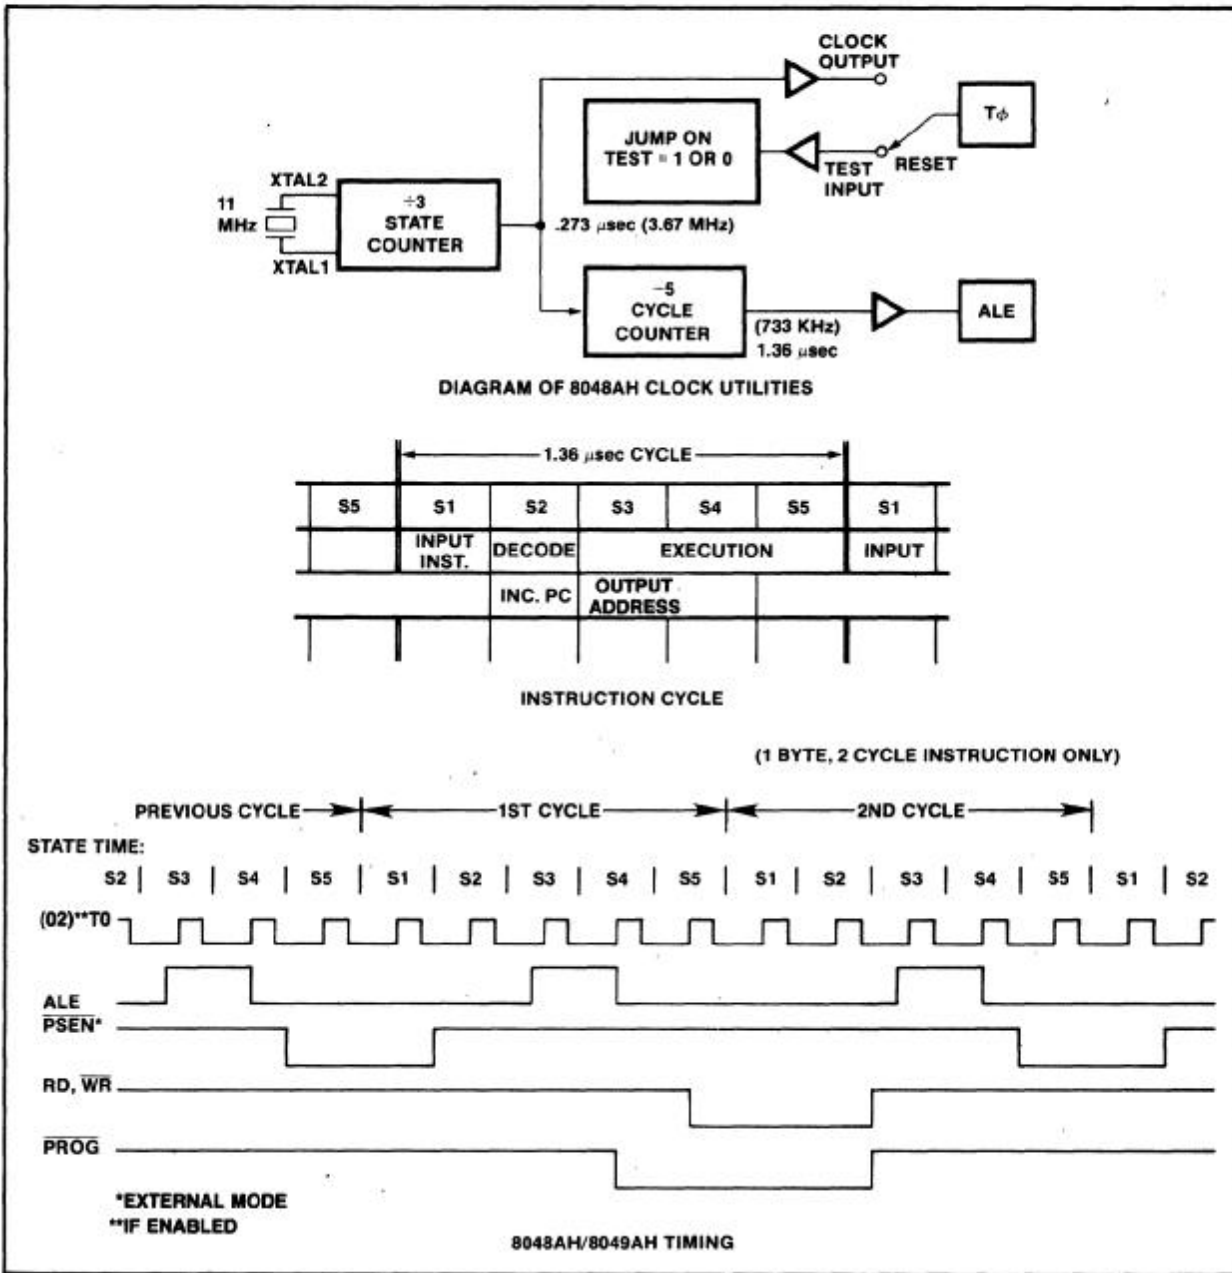 CLOCK
OUTPUT
Tϕ
JUMP ON
TEST = 1 OR 0
TEST
INPUT
RESET
XTAL2
11
MHz
XTAL1
÷3
STATE
COUNTER
.273 μsec (3.67 MHz)
−5
CYCLE
COUNTER
(733 KHz)
1.36 μsec
ALE
DIAGRAM OF 8048AH CLOCK UTILITIES
1.36 μsec CYCLE
S5 S1 S2 S3 S4 S5 S1
INPUT
INST.
DECODE
EXECUTION
INPUT
INC. PC
OUTPUT
ADDRESS
INSTRUCTION CYCLE
(1 BYTE, 2 CYCLE INSTRUCTION ONLY)
PREVIOUS CYCLE 1ST CYCLE 2ND CYCLE
STATE TIME:
S2 | S3 | S4 | S5 | S1 | S2 | S3 | S4 | S5 | S1 | S2 | S3 | S4 | S5 | S1 | S2
(02)**T0
ALE
P̅S̅E̅N̅*
RD, W̅R̅
P̅R̅O̅G̅
*EXTERNAL MODE
**IF ENABLED
8048AH/8049AH TIMING